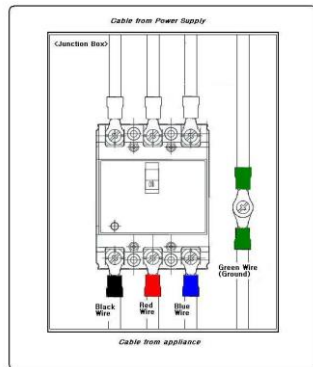 Cable from Power Supply
<Junction Box>
Green Wire
(Ground)
Black
Wire
Red
Wire
Blue
Wire
Cable from appliance